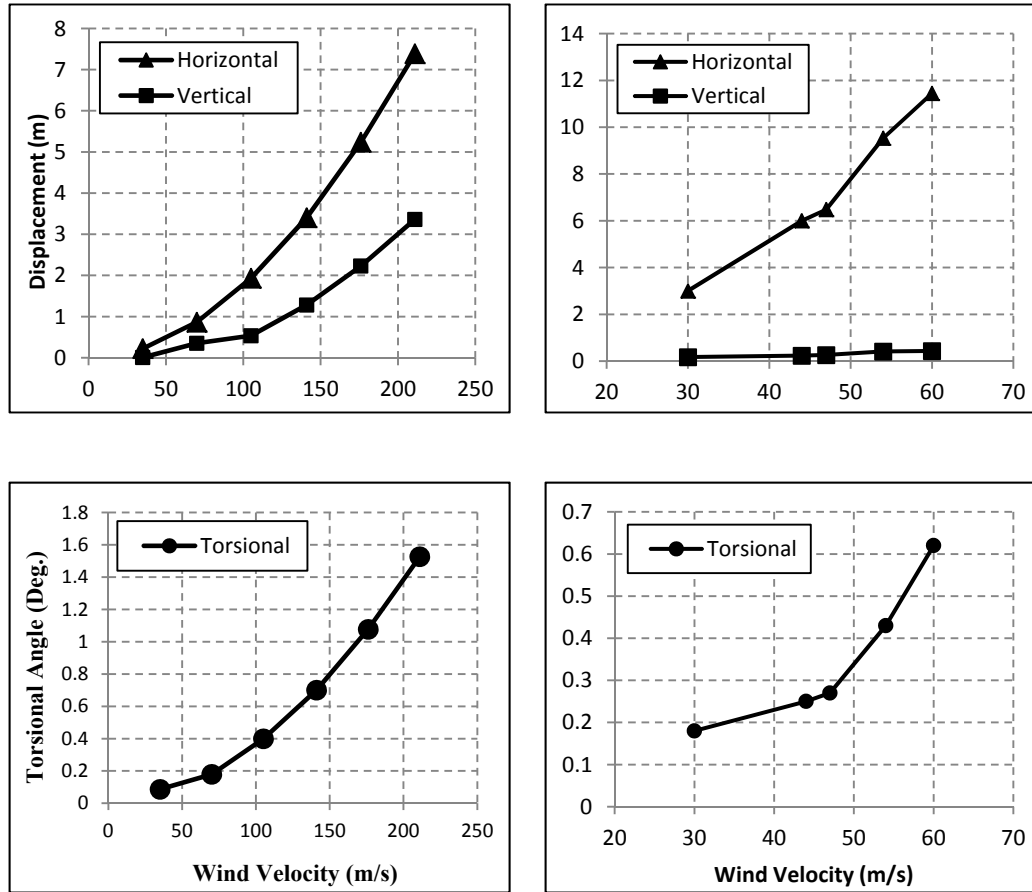 8
7
6
5
4
3
2
1
0
Displacement (m)
Horizontal
Vertical
0 50 100 150 200 250
14
12
10
8
6
4
2
0
Horizontal
Vertical
20 30 40 50 60 70
1.8
1.6
1.4
1.2
1
0.8
0.6
0.4
0.2
0
Torsional Angle (Deg.)
Torsional
0 50 100 150 200 250
Wind Velocity (m/s)
0.7
0.6
0.5
0.4
0.3
0.2
0.1
0
Torsional
20 30 40 50 60 70
Wind Velocity (m/s)